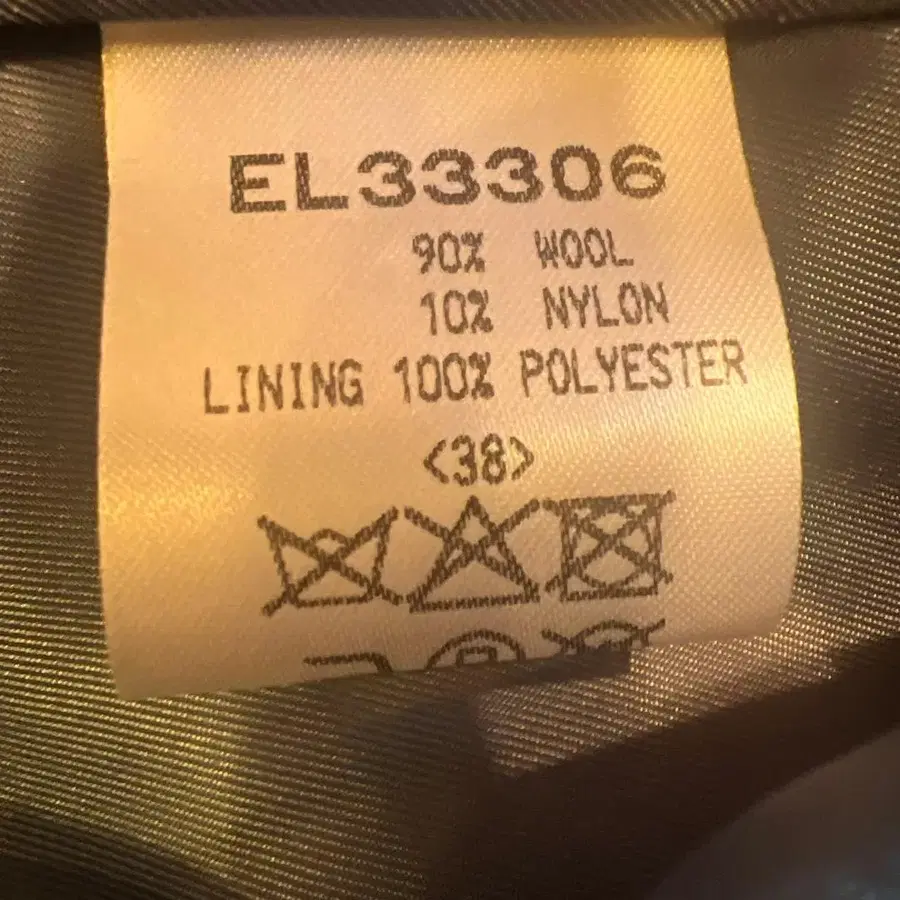 EL33306
90% WOOL
10% NYLON
LINING 100% POLYESTER
<38>